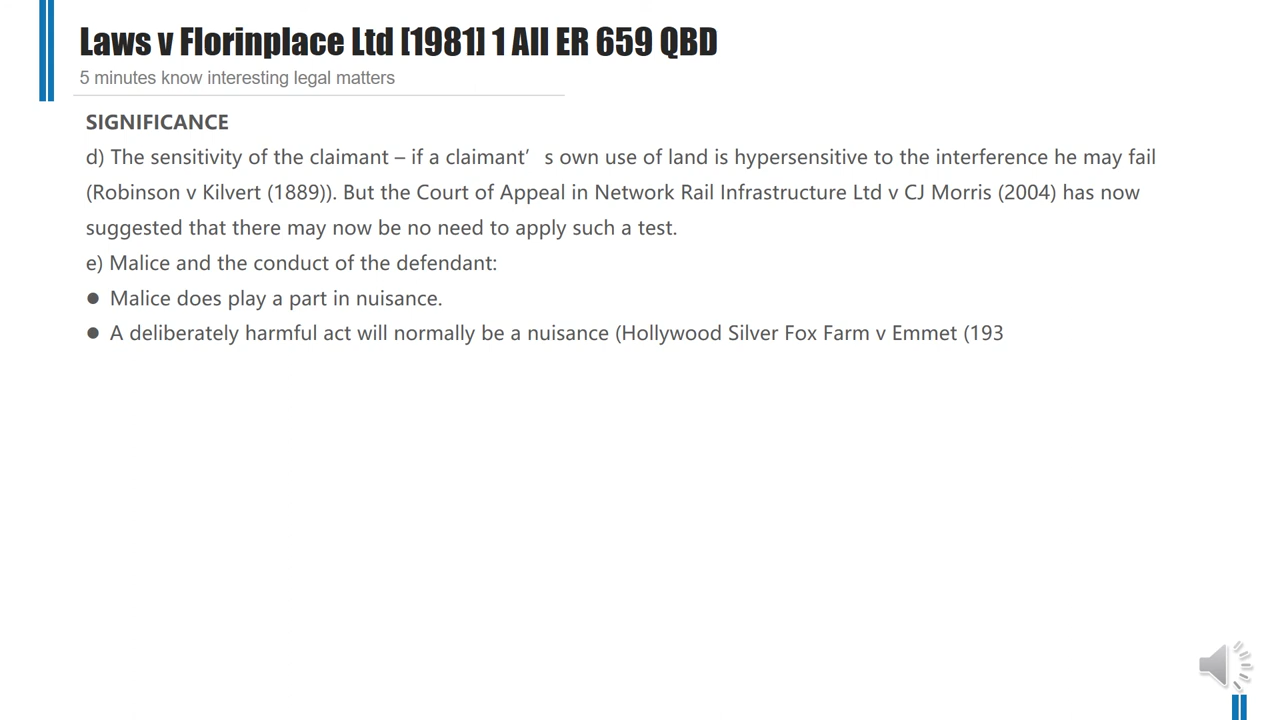 Laws v Florinplace Ltd [1981] 1 All ER 659 QBD
5 minutes know interesting legal matters
SIGNIFICANCE
d) The sensitivity of the claimant – if a claimant’ s own use of land is hypersensitive to the interference he may fail
(Robinson v Kilvert (1889)). But the Court of Appeal in Network Rail Infrastructure Ltd v CJ Morris (2004) has now
suggested that there may now be no need to apply such a test.
e) Malice and the conduct of the defendant:
● Malice does play a part in nuisance.
● A deliberately harmful act will normally be a nuisance (Hollywood Silver Fox Farm v Emmet (193